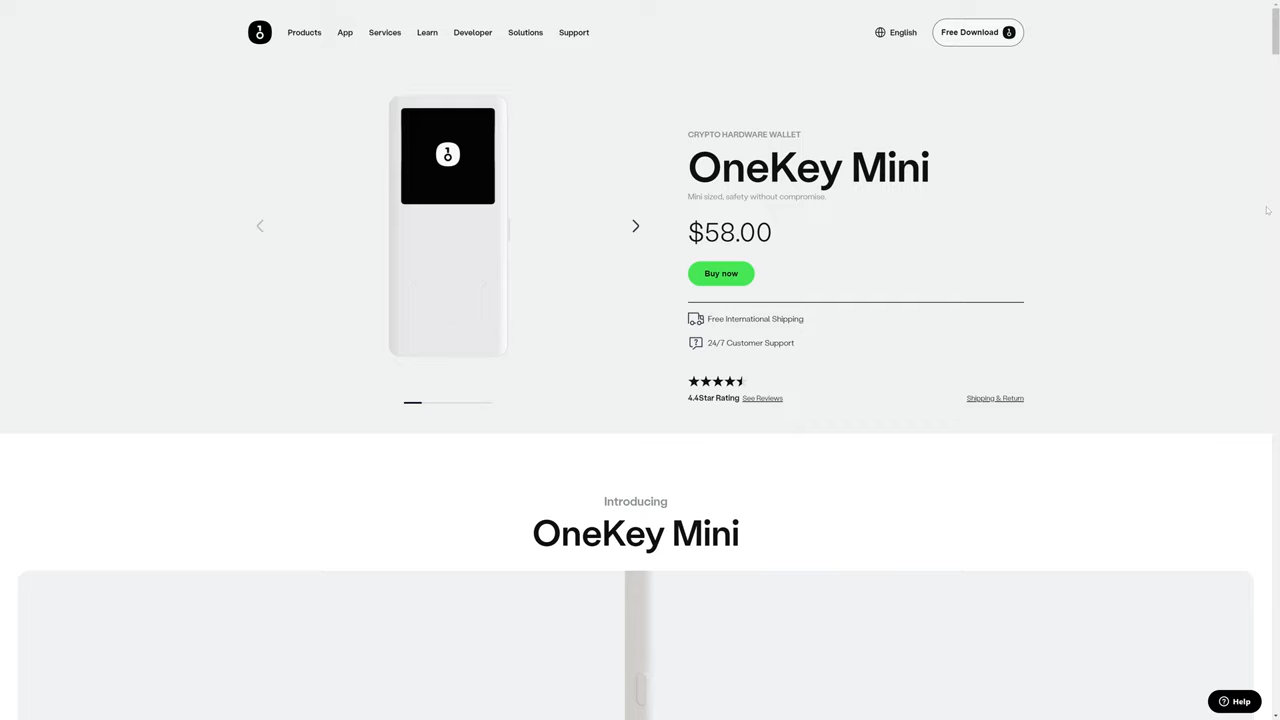 Products App Services Learn Developer Solutions Support English Free Download
CRYPTO HARDWARE WALLET
OneKey Mini
Mini sized, safety without compromise.
$58.00
Buy now
Free International Shipping
24/7 Customer Support
4.4Star Rating See Reviews Shipping & Return
Introducing
OneKey Mini
Help